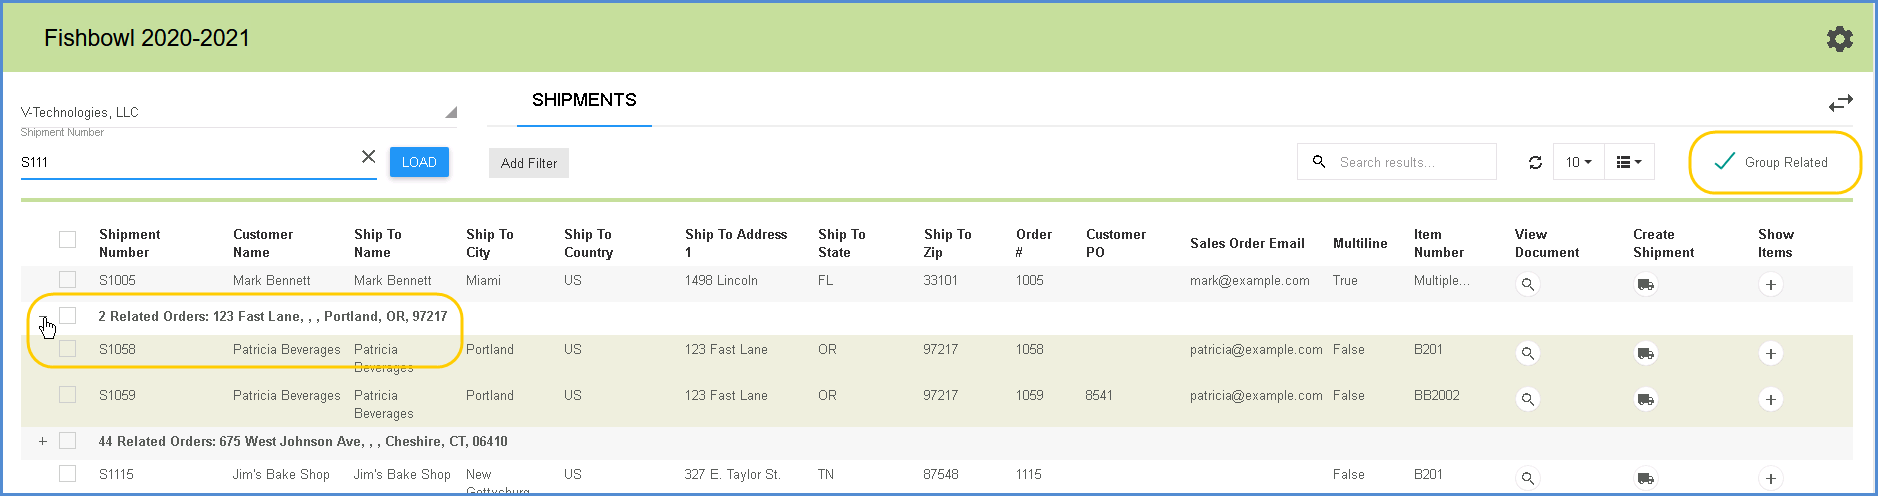 Fishbowl 2020-2021
V-Technologies, LLC
SHIPMENTS
Shipment Number
S111
LOAD
Add Filter
Search results...
10
Group Related
Shipment Number
Customer Name
Ship To Name
Ship To City
Ship To Country
Ship To Address 1
Ship To State
Ship To Zip
Order #
Customer PO
Sales Order Email
Multiline
Item Number
View Document
Create Shipment
Show Items
S1005 Mark Bennett Mark Bennett Miami US 1498 Lincoln FL 33101 1005 mark@example.com True Multiple...
2 Related Orders: 123 Fast Lane, , , Portland, OR, 97217
S1058 Patricia Beverages Patricia Beverages Portland US 123 Fast Lane OR 97217 1058 patricia@example.com False B201
S1059 Patricia Beverages Patricia Beverages Portland US 123 Fast Lane OR 97217 1059 8541 patricia@example.com False BB2002
+ 44 Related Orders: 675 West Johnson Ave, , , Cheshire, CT, 06410
S1115 Jim's Bake Shop Jim's Bake Shop New Gettysburg US 327 E. Taylor St. TN 87548 1115 False B201